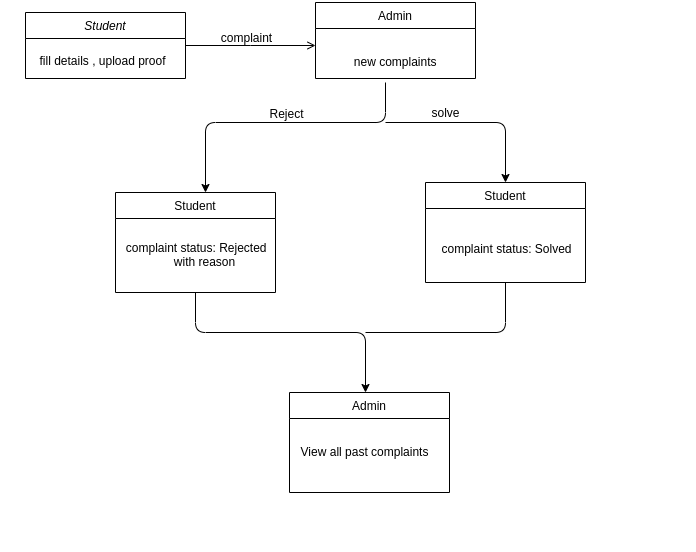 Student
fill details , upload proof
complaint
Admin
new complaints
Reject
solve
Student
complaint status: Rejected
with reason
Student
complaint status: Solved
Admin
View all past complaints